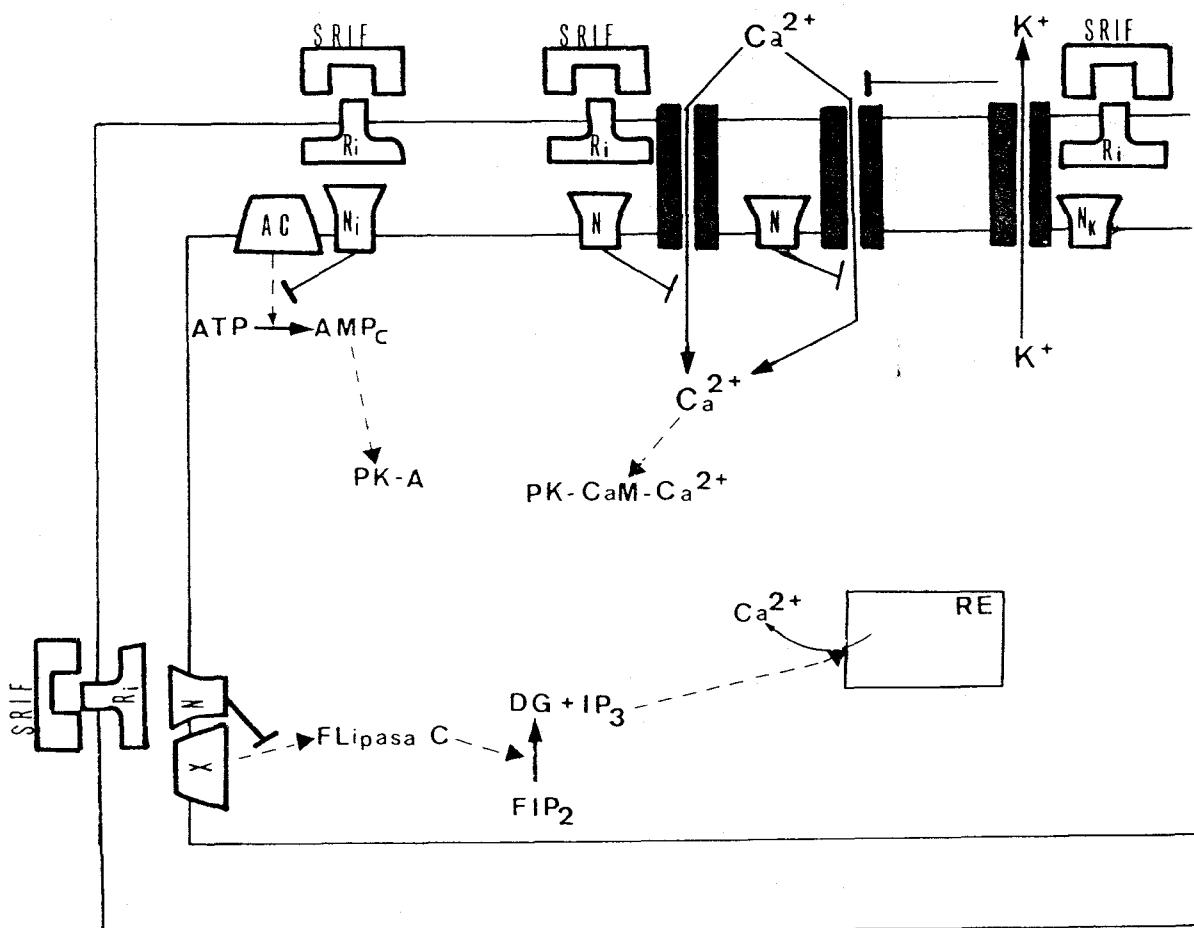 SRIF
SRIF
Ca2+
K+
SRIF
Ri
Ri
Ri
AC
Ni
N
N
NK
ATP
AMPC
K+
Ca2+
PK-A
PK-CaM-Ca2+
Ca2+
RE
SRIF
Ri
N
DG + IP3
FLipasa C
X
FIP2